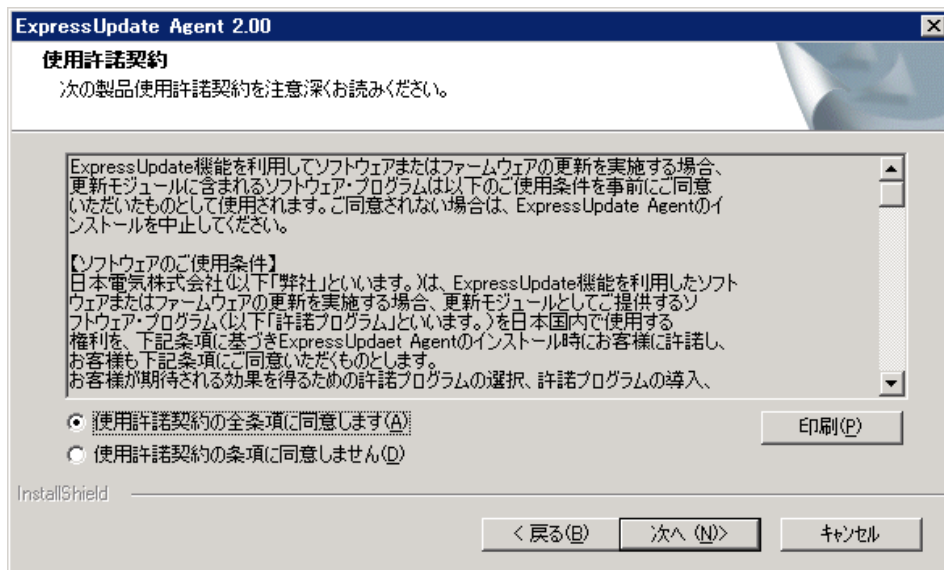 ExpressUpdate Agent 2.00
使用許諾契約
次の製品使用許諾契約を注意深くお読みください。
ExpressUpdate機能を利用してソフトウェアまたはファームウェアの更新を実施する場合、
更新モジュールに含まれるソフトウェア・プログラムは以下のご使用条件を事前にご同意
いただいたものとして使用されます。ご同意されない場合は、ExpressUpdate Agentのイ
ンストールを中止してください。
【ソフトウェアのご使用条件】
日本電気株式会社(以下「弊社」といいます。)は、ExpressUpdate機能を利用したソフト
ウェアまたはファームウェアの更新を実施する場合、更新モジュールとしてご提供するソ
フトウェア・プログラム(以下「許諾プログラム」といいます。)を日本国内で使用する
権利を、下記条項に基づきExpressUpdaet Agentのインストール時にお客様に許諾し、
お客様も下記条項にご同意いただくものとします。
お客様が期待される効果を得るための許諾プログラムの選択、許諾プログラムの導入、
使用許諾契約の全条項に同意します(A)
印刷(P)
使用許諾契約の条項に同意しません(D)
InstallShield
< 戻る(B)
次へ (N)>
キャンセル